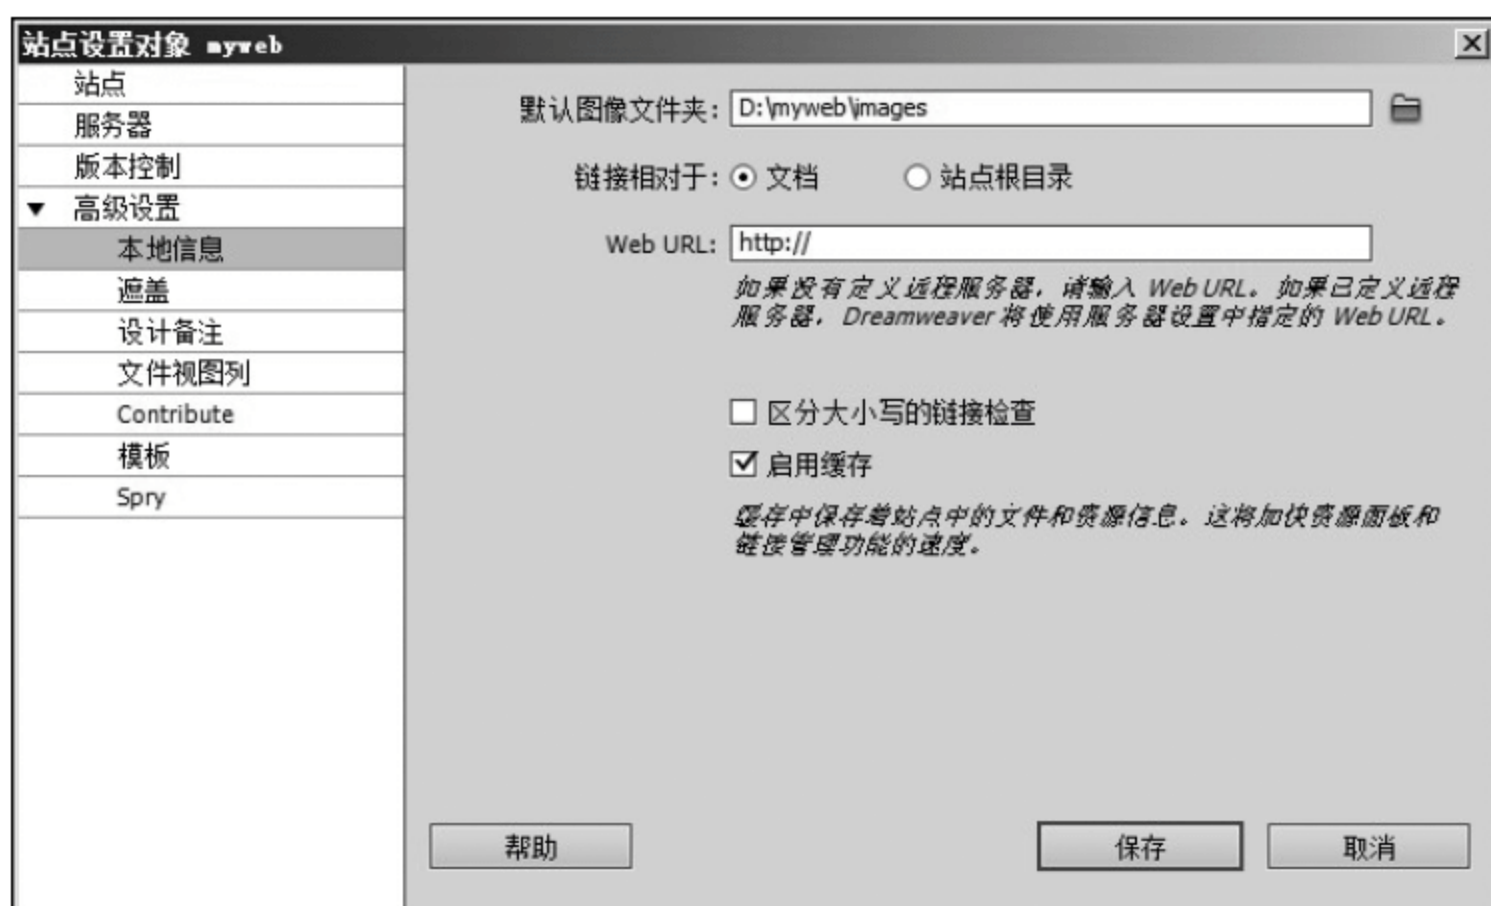 站点设置对象 myweb
站点
服务器
版本控制
高级设置
本地信息
遮盖
设计备注
文件视图列
Contribute
模板
Spry
默认图像文件夹: D:\myweb\images
链接相对于: 文档 站点根目录
Web URL: http://
如果没有定义远程服务器，请输入 Web URL。如果已定义远程
服务器，Dreamweaver 将使用服务器设置中指定的 Web URL。
区分大小写的链接检查
启用缓存
缓存中保存着站点中的文件和资源信息。这将加快资源面板和
链接管理功能的速度。
帮助 保存 取消